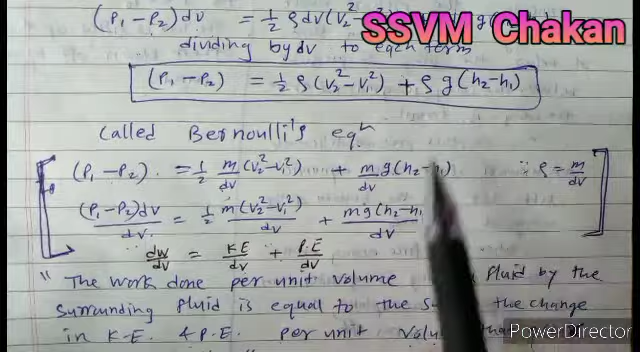 (P₁ - P₂) dv = ½ ρ dv (v₂²
SSVM Chakan
dividing by dv to each term
(P₁ - P₂) = ½ ρ (v₂² - v₁²) + ρ g (h₂ - h₁)
Called Bernoulli's eqⁿ
(P₁ - P₂) = ½ m/dv (v₂² - v₁²) + m/dv g (h₂ - h₁) ∵ ρ = m/dv
(P₁ - P₂) dv / dv = ½ m (v₂² - v₁²) / dv + mg (h₂ - h₁ / dv
dw/dv = KE/dv + P.E/dv
" The work done per unit volume fluid by the
surrounding fluid is equal to the the change
in K.E. & P.E. per unit
PowerDirector